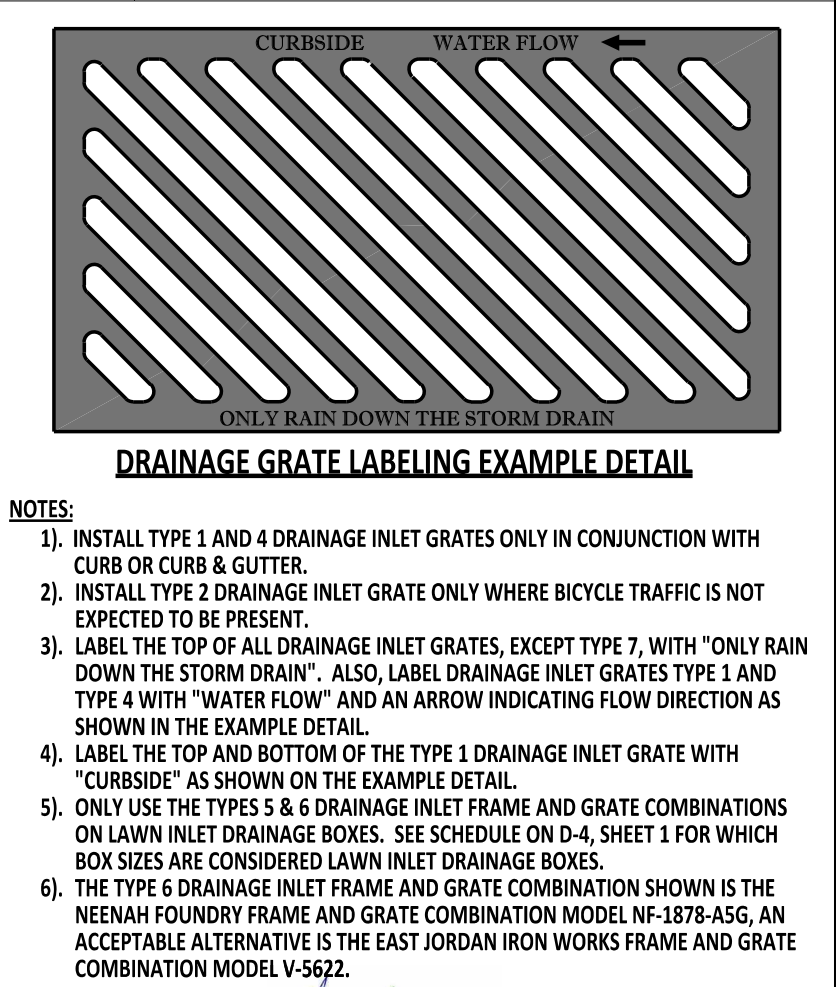 CURBSIDE WATER FLOW
ONLY RAIN DOWN THE STORM DRAIN
DRAINAGE GRATE LABELING EXAMPLE DETAIL
NOTES:
1). INSTALL TYPE 1 AND 4 DRAINAGE INLET GRATES ONLY IN CONJUNCTION WITH
CURB OR CURB & GUTTER.
2). INSTALL TYPE 2 DRAINAGE INLET GRATE ONLY WHERE BICYCLE TRAFFIC IS NOT
EXPECTED TO BE PRESENT.
3). LABEL THE TOP OF ALL DRAINAGE INLET GRATES, EXCEPT TYPE 7, WITH "ONLY RAIN
DOWN THE STORM DRAIN". ALSO, LABEL DRAINAGE INLET GRATES TYPE 1 AND
TYPE 4 WITH "WATER FLOW" AND AN ARROW INDICATING FLOW DIRECTION AS
SHOWN IN THE EXAMPLE DETAIL.
4). LABEL THE TOP AND BOTTOM OF THE TYPE 1 DRAINAGE INLET GRATE WITH
"CURBSIDE" AS SHOWN ON THE EXAMPLE DETAIL.
5). ONLY USE THE TYPES 5 & 6 DRAINAGE INLET FRAME AND GRATE COMBINATIONS
ON LAWN INLET DRAINAGE BOXES. SEE SCHEDULE ON D-4, SHEET 1 FOR WHICH
BOX SIZES ARE CONSIDERED LAWN INLET DRAINAGE BOXES.
6). THE TYPE 6 DRAINAGE INLET FRAME AND GRATE COMBINATION SHOWN IS THE
NEENAH FOUNDRY FRAME AND GRATE COMBINATION MODEL NF-1878-A5G, AN
ACCEPTABLE ALTERNATIVE IS THE EAST JORDAN IRON WORKS FRAME AND GRATE
COMBINATION MODEL V-5622.